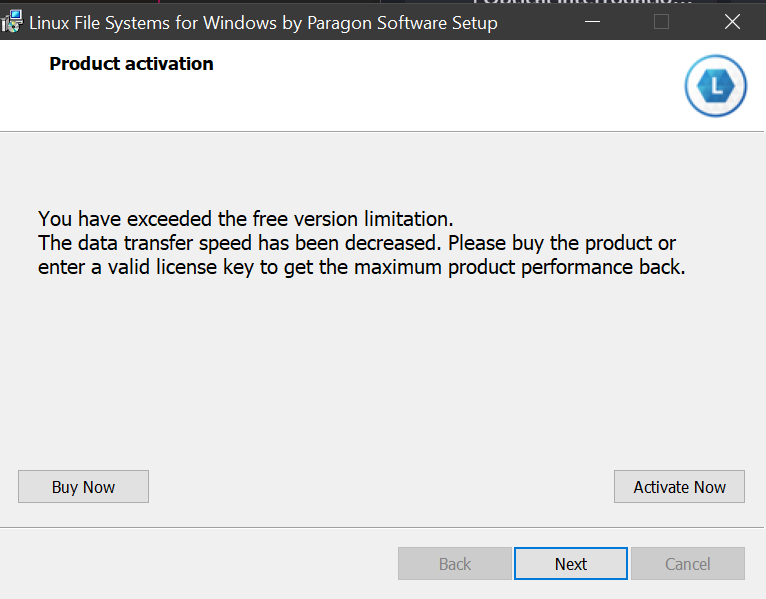 Linux File Systems for Windows by Paragon Software Setup
Product activation
L
You have exceeded the free version limitation.
The data transfer speed has been decreased. Please buy the product or
enter a valid license key to get the maximum product performance back.
Buy Now
Activate Now
Back
Next
Cancel